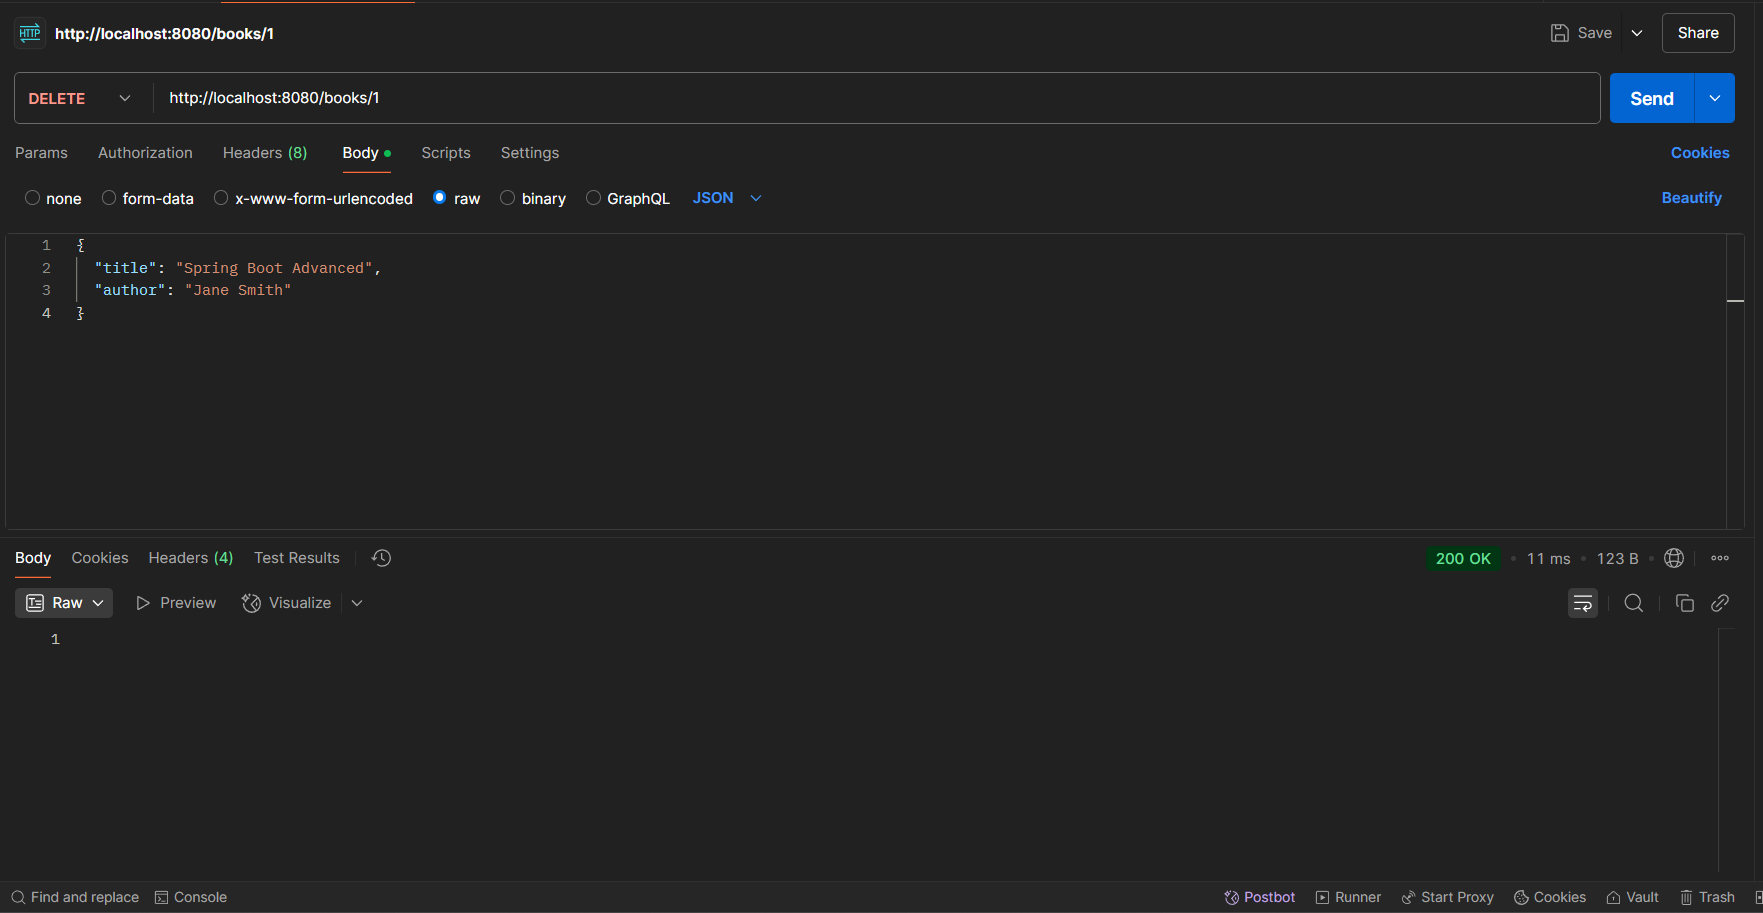 HTTP http://localhost:8080/books/1 Save Share
DELETE http://localhost:8080/books/1 Send
Params Authorization Headers (8) Body Scripts Settings Cookies
none form-data x-www-form-urlencoded raw binary GraphQL JSON Beautify
1 {
2 "title": "Spring Boot Advanced",
3 "author": "Jane Smith"
4 }
Body Cookies Headers (4) Test Results 200 OK • 11 ms • 123 B •
Raw Preview Visualize
1
Find and replace Console Postbot Runner Start Proxy Cookies Vault Trash